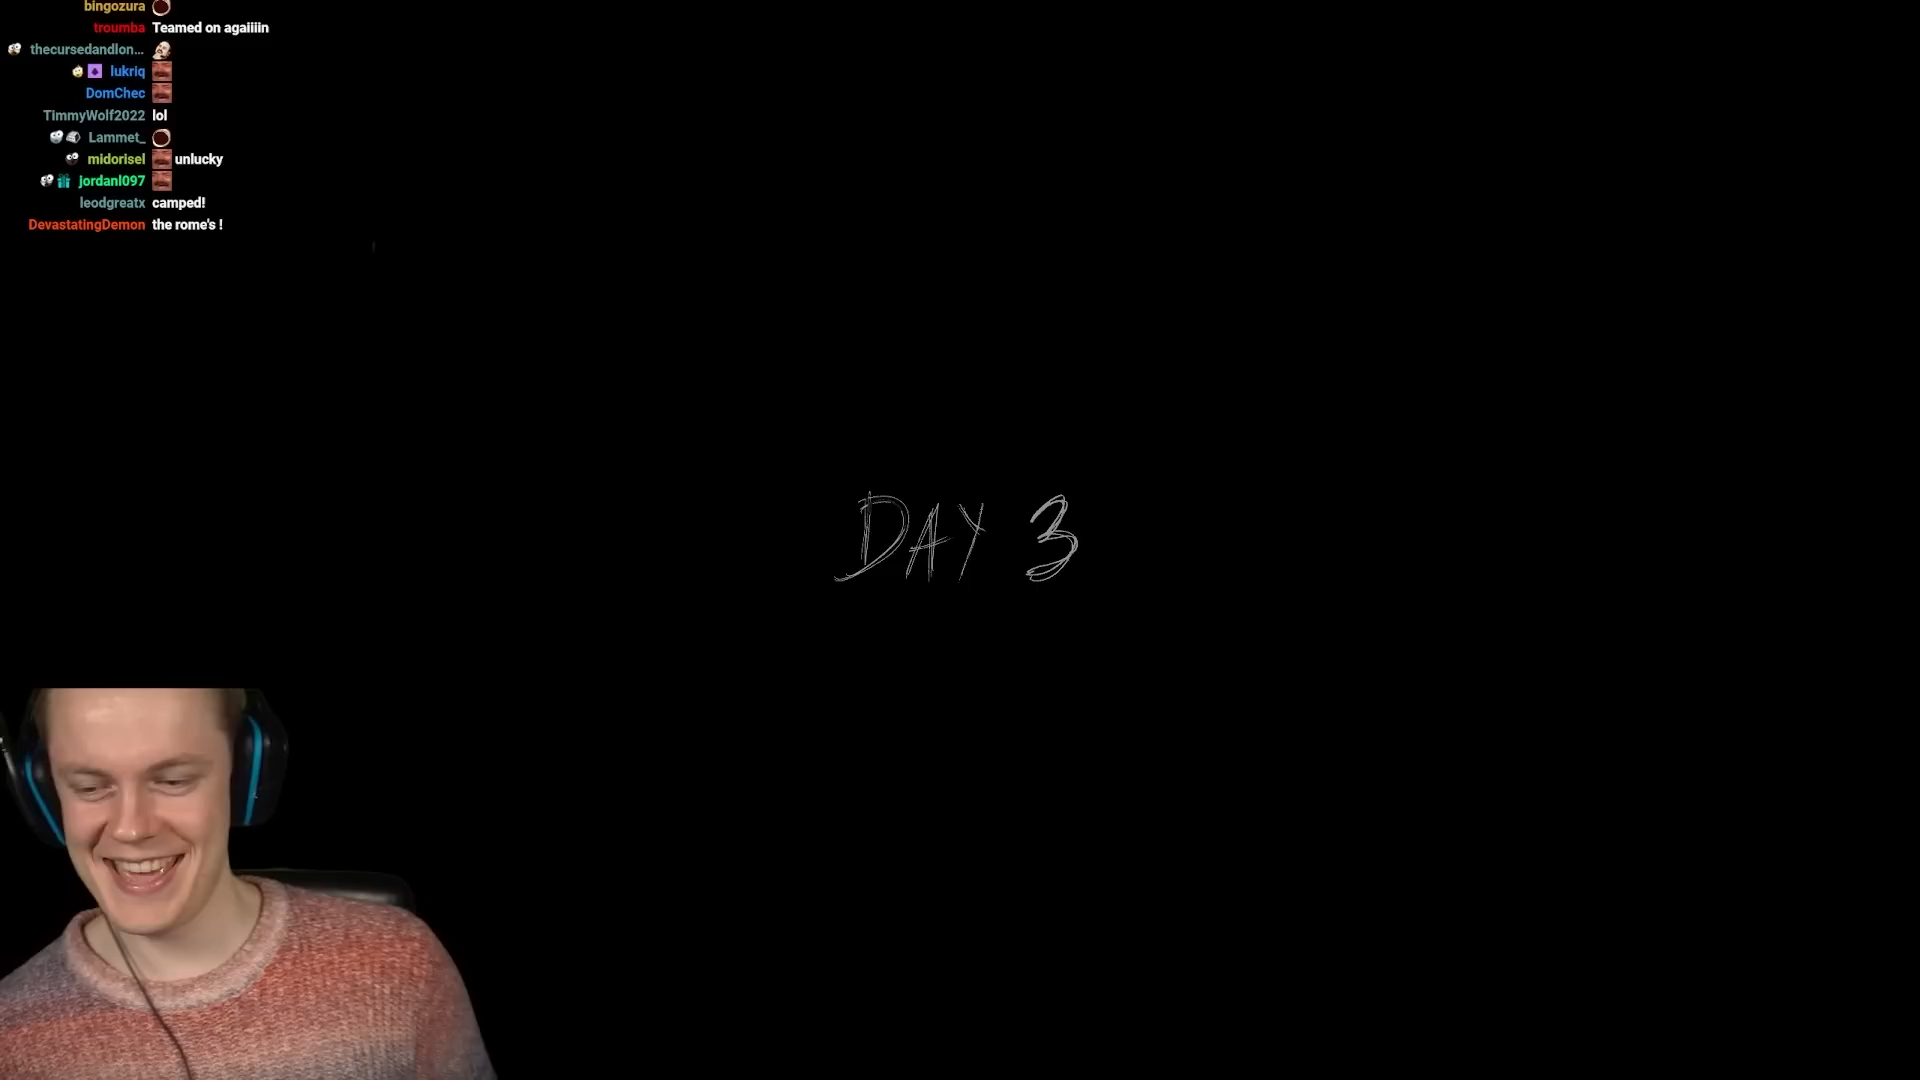 bingozura
troumba Teamed on agaiiiin
thecursedandlon...
lukriq
DomChec
TimmyWolf2022 lol
Lammet_
midorisel unlucky
jordanl097
leodgreatx camped!
DevastatingDemon the rome's !
DAY 3